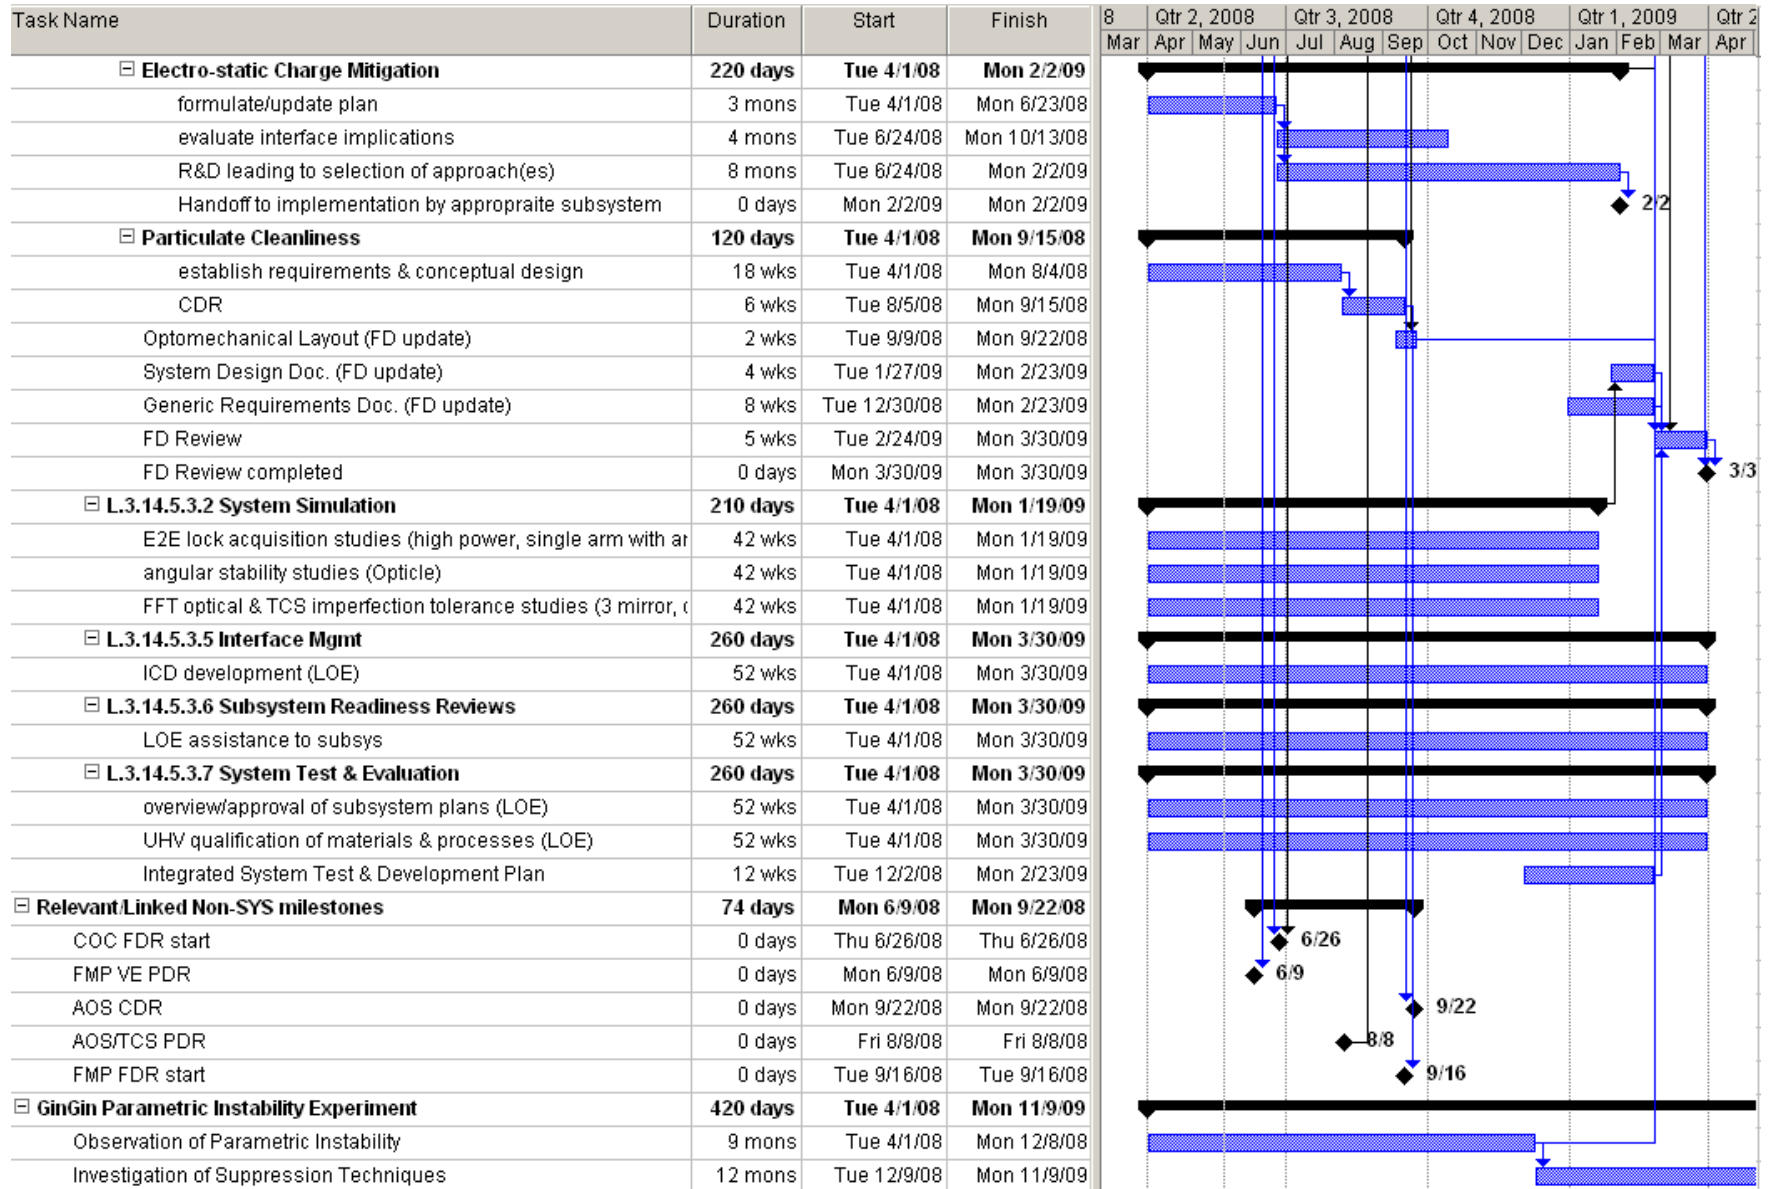 Task Name Duration Start Finish 8 Qtr 2, 2008 Qtr 3, 2008 Qtr 4, 2008 Qtr 1, 2009 Qtr 2
Mar Apr May Jun Jul Aug Sep Oct Nov Dec Jan Feb Mar Apr
Electro-static Charge Mitigation 220 days Tue 4/1/08 Mon 2/2/09
formulate/update plan 3 mons Tue 4/1/08 Mon 6/23/08
evaluate interface implications 4 mons Tue 6/24/08 Mon 10/13/08
R&D leading to selection of approach(es) 8 mons Tue 6/24/08 Mon 2/2/09
Handoff to implementation by appropraite subsystem 0 days Mon 2/2/09 Mon 2/2/09 2/2
Particulate Cleanliness 120 days Tue 4/1/08 Mon 9/15/08
establish requirements & conceptual design 18 wks Tue 4/1/08 Mon 8/4/08
CDR 6 wks Tue 8/5/08 Mon 9/15/08
Optomechanical Layout (FD update) 2 wks Tue 9/9/08 Mon 9/22/08
System Design Doc. (FD update) 4 wks Tue 1/27/09 Mon 2/23/09
Generic Requirements Doc. (FD update) 8 wks Tue 12/30/08 Mon 2/23/09
FD Review 5 wks Tue 2/24/09 Mon 3/30/09
FD Review completed 0 days Mon 3/30/09 Mon 3/30/09 3/3
L.3.14.5.3.2 System Simulation 210 days Tue 4/1/08 Mon 1/19/09
E2E lock acquisition studies (high power, single arm with ar 42 wks Tue 4/1/08 Mon 1/19/09
angular stability studies (Opticle) 42 wks Tue 4/1/08 Mon 1/19/09
FFT optical & TCS imperfection tolerance studies (3 mirror, c 42 wks Tue 4/1/08 Mon 1/19/09
L.3.14.5.3.5 Interface Mgmt 260 days Tue 4/1/08 Mon 3/30/09
ICD development (LOE) 52 wks Tue 4/1/08 Mon 3/30/09
L.3.14.5.3.6 Subsystem Readiness Reviews 260 days Tue 4/1/08 Mon 3/30/09
LOE assistance to subsys 52 wks Tue 4/1/08 Mon 3/30/09
L.3.14.5.3.7 System Test & Evaluation 260 days Tue 4/1/08 Mon 3/30/09
overview/approval of subsystem plans (LOE) 52 wks Tue 4/1/08 Mon 3/30/09
UHV qualification of materials & processes (LOE) 52 wks Tue 4/1/08 Mon 3/30/09
Integrated System Test & Development Plan 12 wks Tue 12/2/08 Mon 2/23/09
Relevant/Linked Non-SYS milestones 74 days Mon 6/9/08 Mon 9/22/08
COC FDR start 0 days Thu 6/26/08 Thu 6/26/08 6/26
FMP VE PDR 0 days Mon 6/9/08 Mon 6/9/08 6/9
AOS CDR 0 days Mon 9/22/08 Mon 9/22/08 9/22
AOS/TCS PDR 0 days Fri 8/8/08 Fri 8/8/08 8/8
FMP FDR start 0 days Tue 9/16/08 Tue 9/16/08 9/16
GinGin Parametric Instability Experiment 420 days Tue 4/1/08 Mon 11/9/09
Observation of Parametric Instability 9 mons Tue 4/1/08 Mon 12/8/08
Investigation of Suppression Techniques 12 mons Tue 12/9/08 Mon 11/9/09